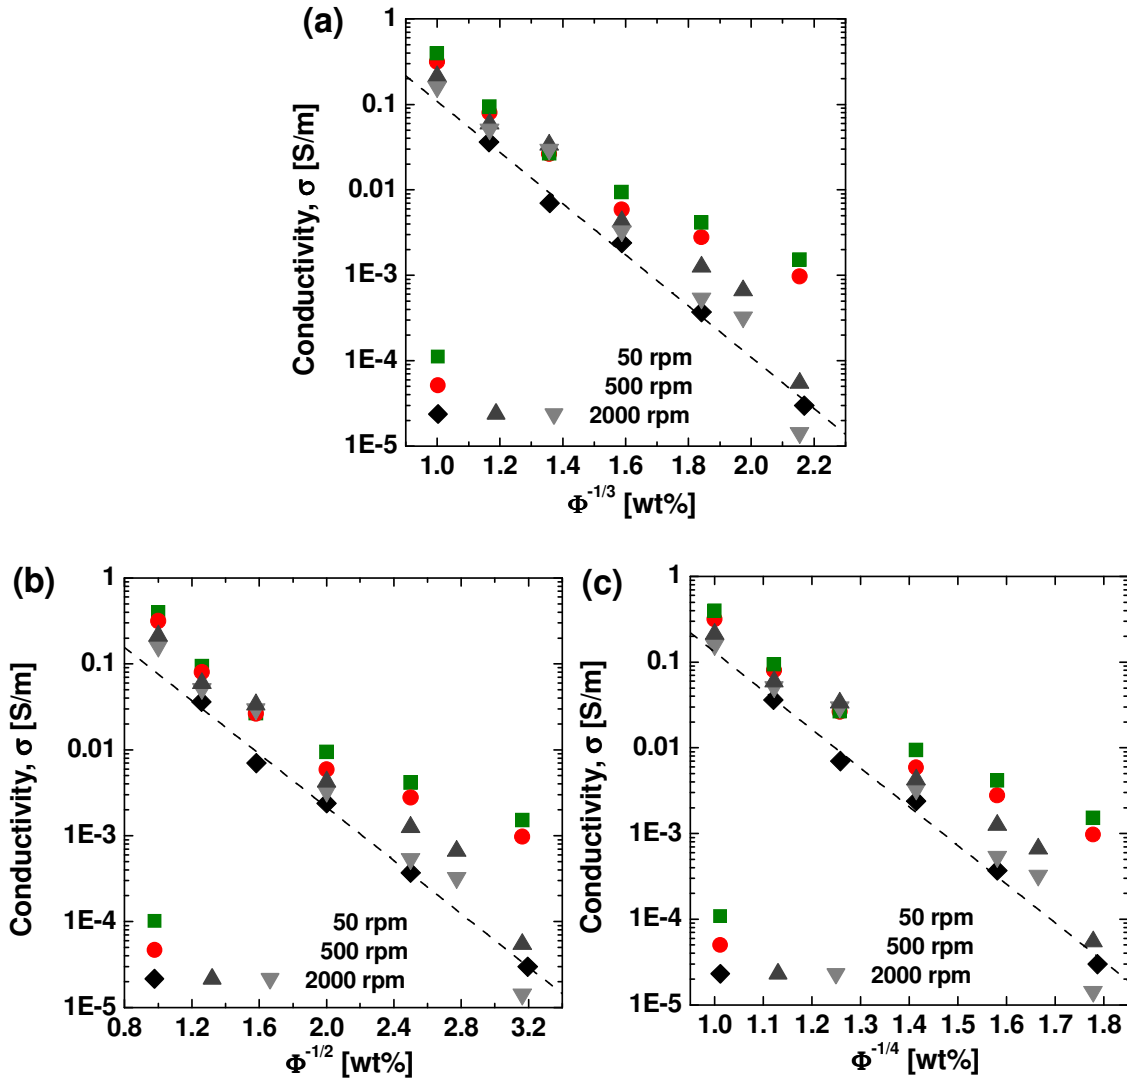 (a)
1
0.1
0.01
1E-3
1E-4
1E-5
Conductivity, σ [S/m]
50 rpm
500 rpm
2000 rpm
1.0 1.2 1.4 1.6 1.8 2.0 2.2
Φ^-1/3 [wt%]
(b)
1
0.1
0.01
1E-3
1E-4
1E-5
Conductivity, σ [S/m]
50 rpm
500 rpm
2000 rpm
0.8 1.2 1.6 2.0 2.4 2.8 3.2
Φ^-1/2 [wt%]
(c)
1
0.1
0.01
1E-3
1E-4
1E-5
Conductivity, σ [S/m]
50 rpm
500 rpm
2000 rpm
1.0 1.1 1.2 1.3 1.4 1.5 1.6 1.7 1.8
Φ^-1/4 [wt%]